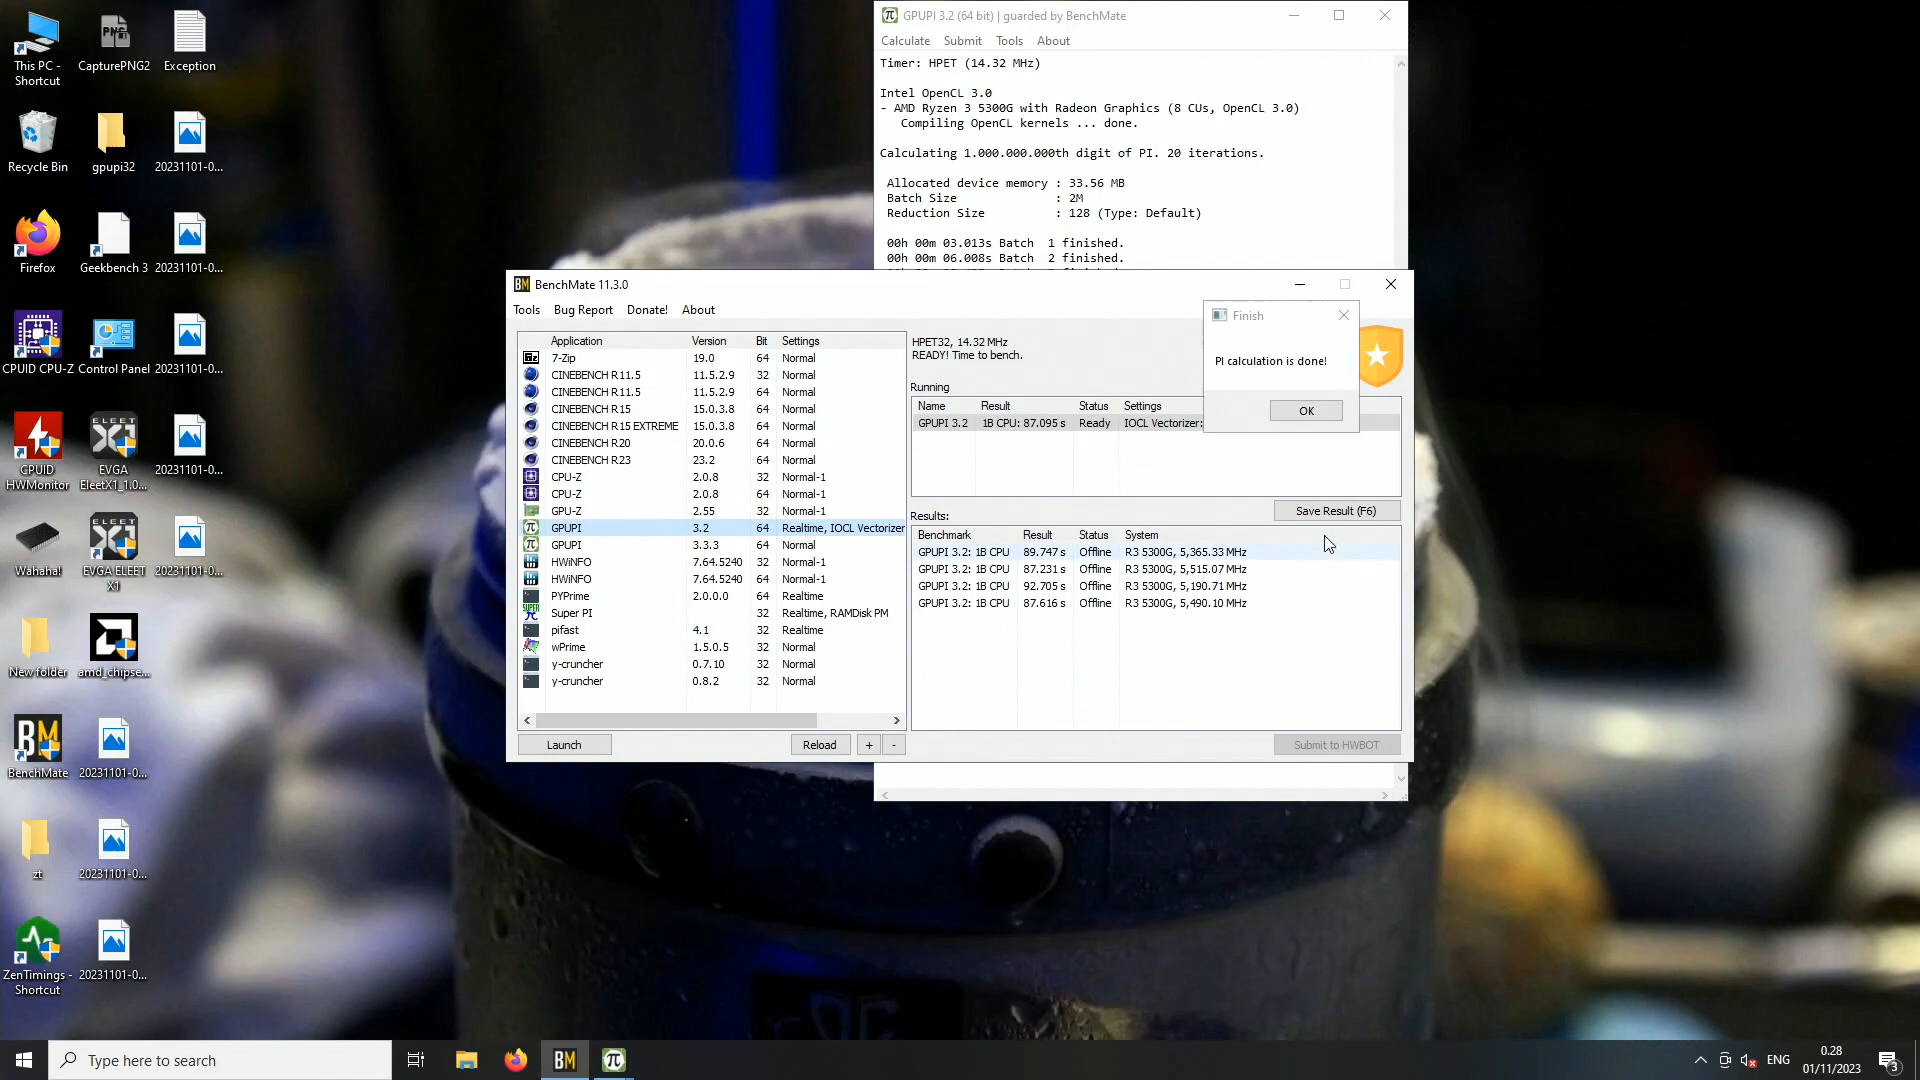 This PC -
Shortcut
CapturePNG2
Exception
Recycle Bin
gpupi32
20231101-0...
Firefox
Geekbench 3
20231101-0...
CPUID CPU-Z
Control Panel
20231101-0...
CPUID
HWMonitor
EVGA
EleetX1_1.0...
20231101-0...
Wahaha!
EVGA ELEET
X1
20231101-0...
New folder
amd_chipse...
BenchMate
20231101-0...
zt
20231101-0...
ZenTimings -
Shortcut
20231101-0...
GPUPI 3.2 (64 bit) | guarded by BenchMate
Calculate Submit Tools About
Timer: HPET (14.32 MHz)
Intel OpenCL 3.0
- AMD Ryzen 3 5300G with Radeon Graphics (8 CUs, OpenCL 3.0)
Compiling OpenCL kernels ... done.
Calculating 1.000.000.000th digit of PI. 20 iterations.
Allocated device memory : 33.56 MB
Batch Size : 2M
Reduction Size : 128 (Type: Default)
00h 00m 03.013s Batch 1 finished.
00h 00m 06.008s Batch 2 finished.
BM BenchMate 11.3.0
Tools Bug Report Donate! About
Application Version Bit Settings
7-Zip 19.0 64 Normal
CINEBENCH R11.5 11.5.2.9 32 Normal
CINEBENCH R11.5 11.5.2.9 64 Normal
CINEBENCH R15 15.0.3.8 64 Normal
CINEBENCH R15 EXTREME 15.0.3.8 64 Normal
CINEBENCH R20 20.0.6 64 Normal
CINEBENCH R23 23.2 64 Normal
CPU-Z 2.0.8 32 Normal-1
CPU-Z 2.0.8 64 Normal-1
GPU-Z 2.55 32 Normal-1
GPUPI 3.2 64 Realtime, IOCL Vectorizer
GPUPI 3.3.3 64 Normal
HWiNFO 7.64.5240 32 Normal-1
HWiNFO 7.64.5240 64 Normal-1
PYPrime 2.0.0.0 64 Realtime
Super PI 32 Realtime, RAMDisk PM
pifast 4.1 32 Realtime
wPrime 1.5.0.5 32 Normal
y-cruncher 0.7.10 32 Normal
y-cruncher 0.8.2 32 Normal
Launch Reload + -
HPET32, 14.32 MHz
READY! Time to bench.
Running
Name Result Status Settings
GPUPI 3.2 1B CPU: 87.095 s Ready IOCL Vectorizer:
Finish
PI calculation is done!
OK
Save Result (F6)
Results:
Benchmark Result Status System
GPUPI 3.2: 1B CPU 89.747 s Offline R3 5300G, 5,365.33 MHz
GPUPI 3.2: 1B CPU 87.231 s Offline R3 5300G, 5,515.07 MHz
GPUPI 3.2: 1B CPU 92.705 s Offline R3 5300G, 5,190.71 MHz
GPUPI 3.2: 1B CPU 87.616 s Offline R3 5300G, 5,490.10 MHz
Submit to HWBOT
Type here to search
BM
ENG
0.28
01/11/2023
3